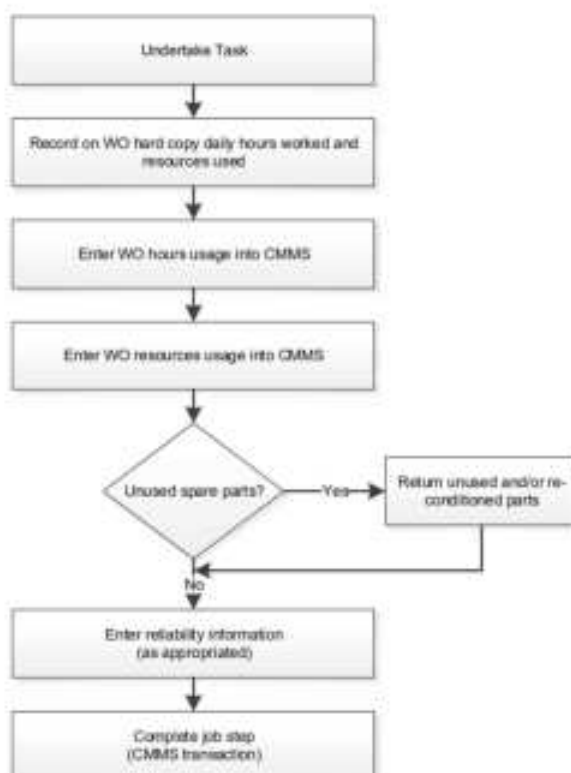 Undertake Task
Record on WO hard copy daily hours worked and
resources used
Enter WO hours usage into CMMS
Enter WO resources usage into CMMS
Unused spare parts?
Yes
Return unused and/or re-
conditioned parts
No
Enter reliability information
(as appropriated)
Complete job step
(CMMS transaction)